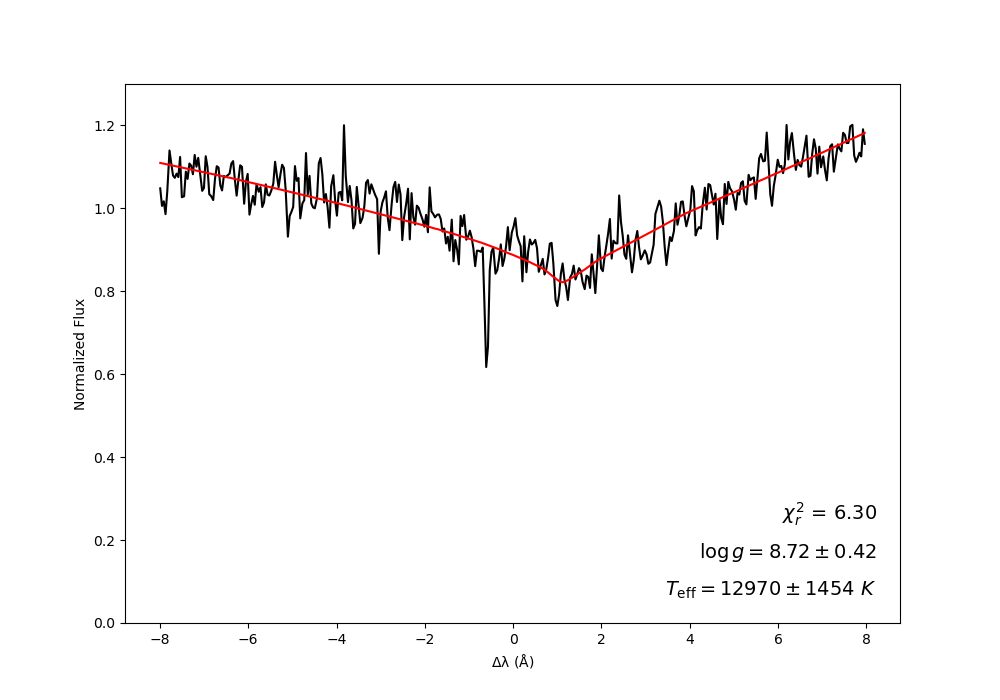 1.2
1.0
0.8
0.6
0.4
0.2
0.0
Normalized Flux
χ²ᵣ = 6.30
log g = 8.72 ± 0.42
T_eff = 12970 ± 1454 K
−8 −6 −4 −2 0 2 4 6 8
Δλ (Å)